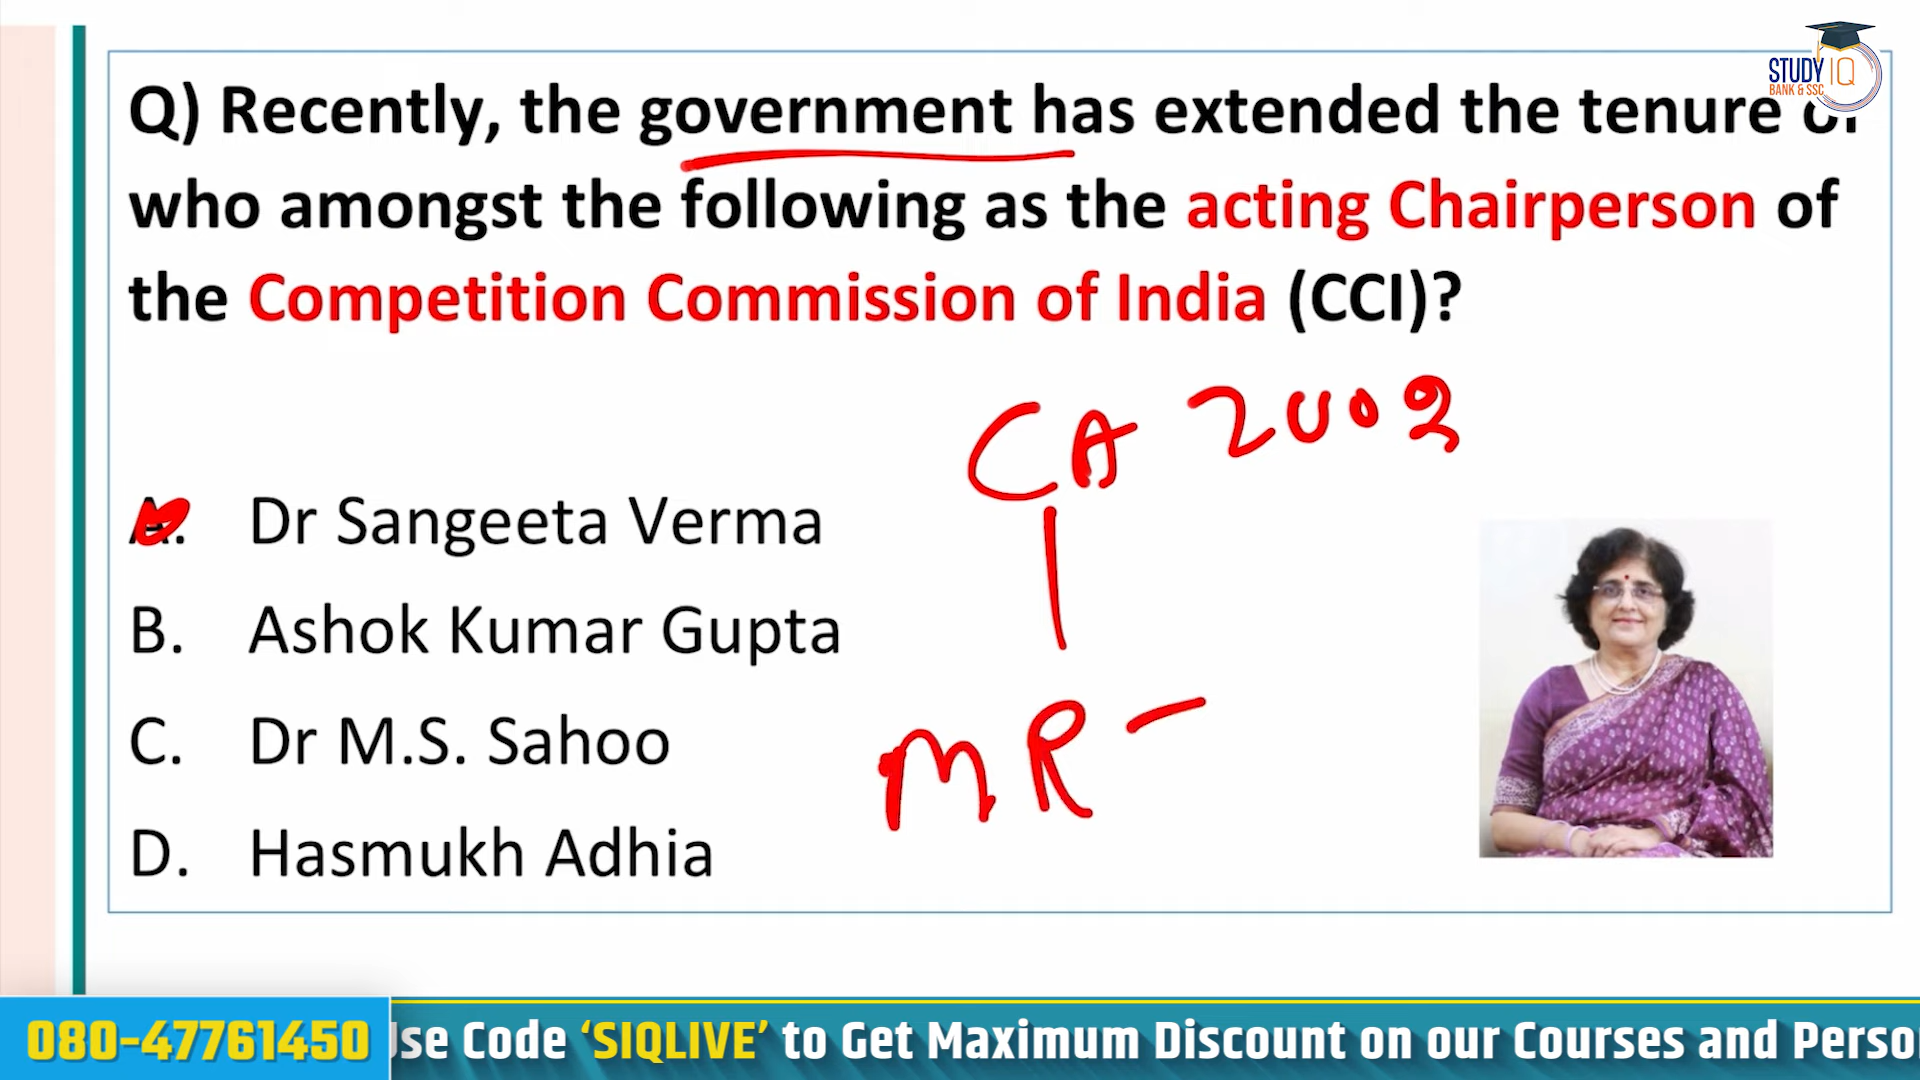 STUDY IQ
BANK & SSC
Q) Recently, the government has extended the tenure of
who amongst the following as the acting Chairperson of
the Competition Commission of India (CCI)?
CA 2002
A. Dr Sangeeta Verma
B. Ashok Kumar Gupta
C. Dr M.S. Sahoo
MR -
D. Hasmukh Adhia
080-47761450 Use Code ‘SIQLIVE’ to Get Maximum Discount on our Courses and Perso